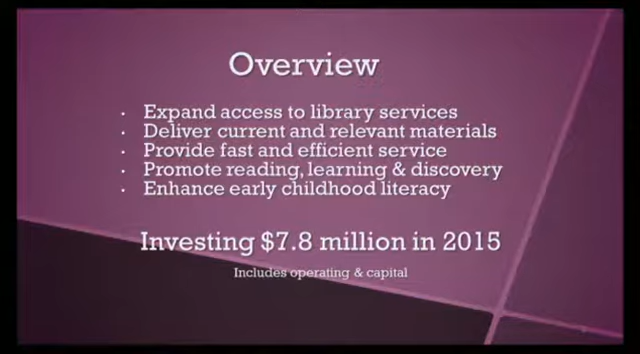 Overview
· Expand access to library services
· Deliver current and relevant materials
· Provide fast and efficient service
· Promote reading, learning & discovery
· Enhance early childhood literacy
Investing $7.8 million in 2015
Includes operating & capital